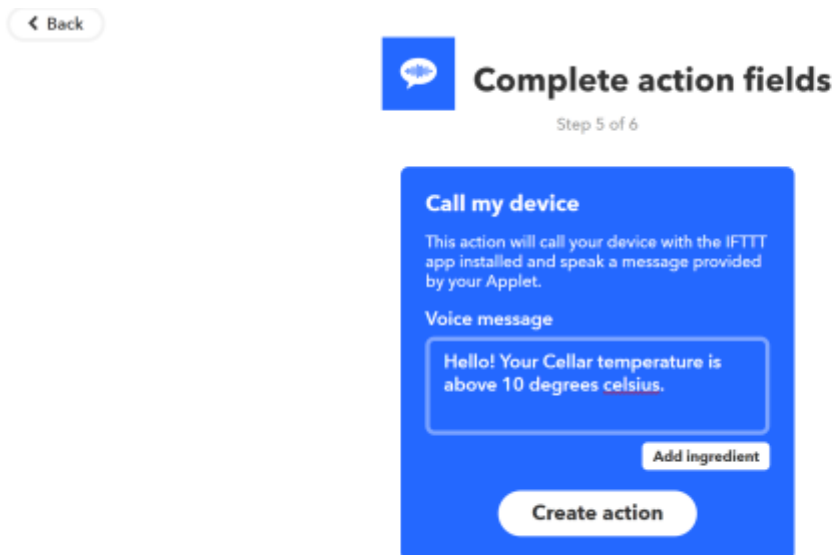 Back
Complete action fields
Step 5 of 6
Call my device
This action will call your device with the IFTTT
app installed and speak a message provided
by your Applet.
Voice message
Hello! Your Cellar temperature is
above 10 degrees celsius.
Add ingredient
Create action